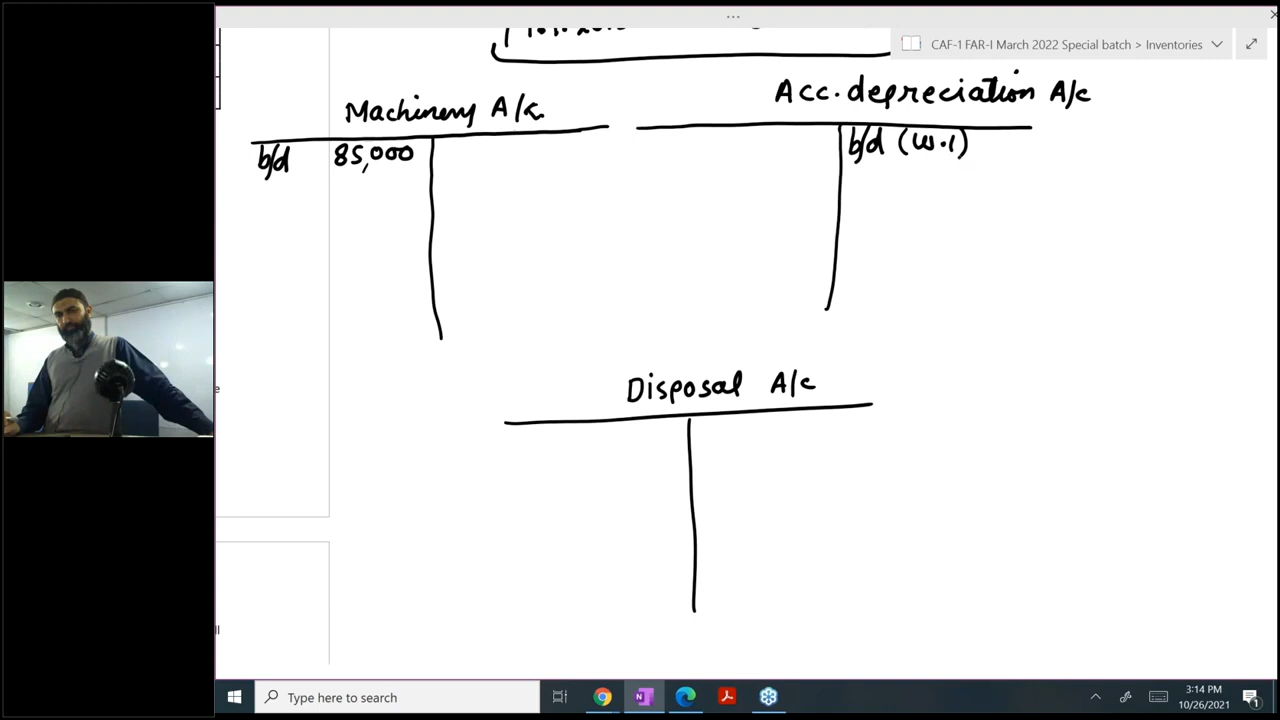 CAF-1 FAR-I March 2022 Special batch > Inventories
Machinery A/c
Acc. depreciation A/c
b/d 85,000
b/d (w.1)
Disposal A/c
Type here to search
3:14 PM
10/26/2021
1